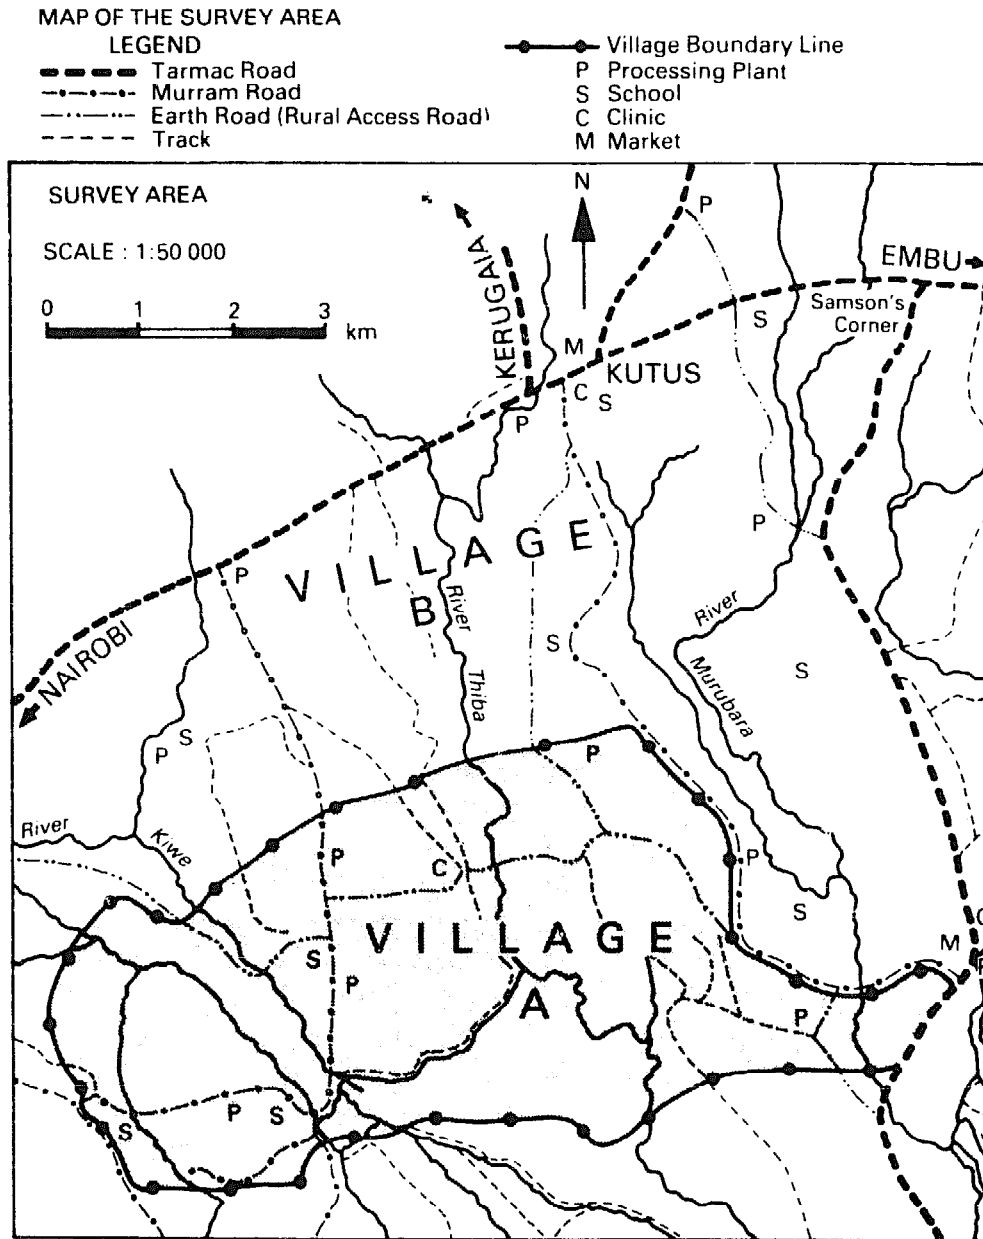 MAP OF THE SURVEY AREA
LEGEND
Tarmac Road
Murram Road
Earth Road (Rural Access Road)
Track
Village Boundary Line
P Processing Plant
S School
C Clinic
M Market
SURVEY AREA
SCALE : 1:50 000
0 1 2 3 km
N
KERUGAIA
P
EMBU
Samson's
Corner
S
M
KUTUS
C
S
P
P
P
VILLAGE
B
River
Thiba
NAIROBI
S
River
Murubara
S
P
S
P
River
Kiwe
P
C
P
S
VILLAGE
A
S
P
M
C
P
P
P
S
S